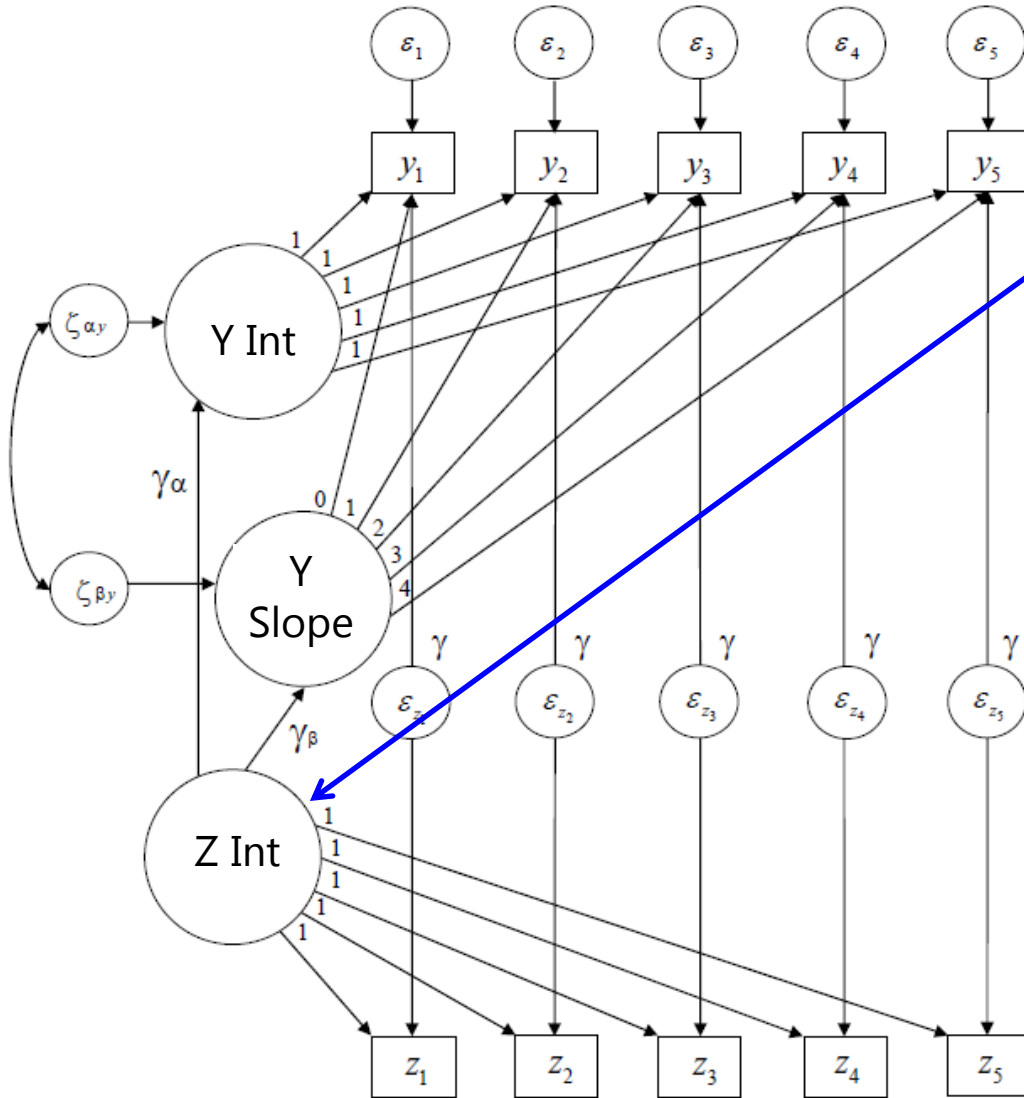 ε₁ ε₂ ε₃ ε₄ ε₅
y₁ y₂ y₃ y₄ y₅
1
1
1
1
1
ζαy
Y Int
γα
0 1 2 3 4
Y
Slope
ζβy
γ γ γ γ γ
εz₁ εz₂ εz₃ εz₄ εz₅
γβ
Z Int
1
1
1
1
1
z₁ z₂ z₃ z₄ z₅